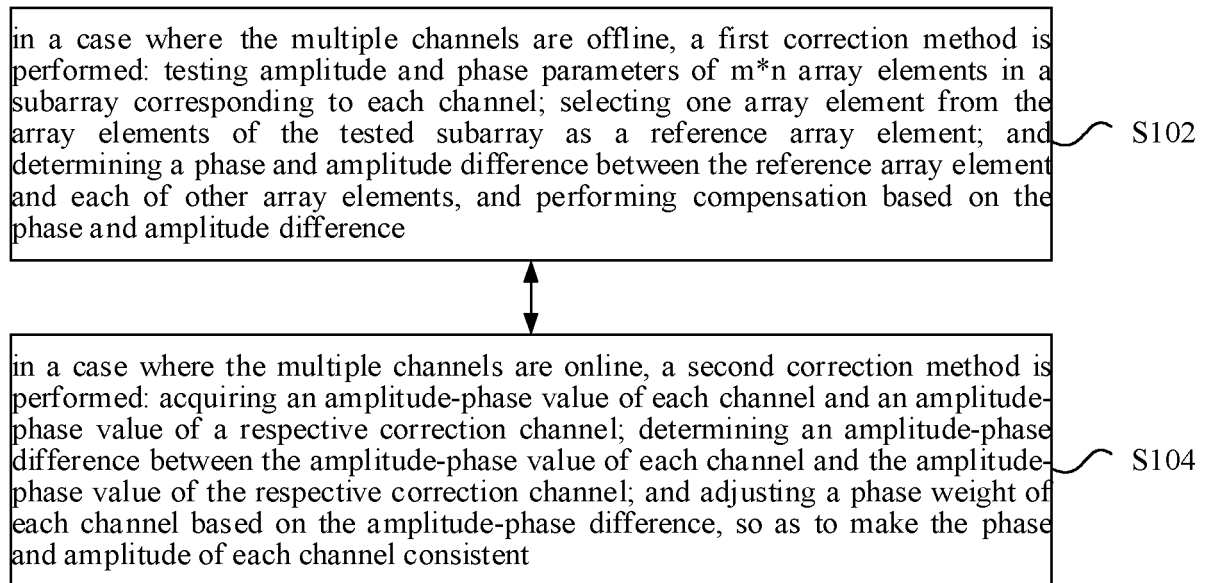 in a case where the multiple channels are offline, a first correction method is
performed: testing amplitude and phase parameters of m*n array elements in a
subarray corresponding to each channel; selecting one array element from the
array elements of the tested subarray as a reference array element; and
determining a phase and amplitude difference between the reference array element
and each of other array elements, and performing compensation based on the
phase and amplitude difference
S102
in a case where the multiple channels are online, a second correction method is
performed: acquiring an amplitude-phase value of each channel and an amplitude-
phase value of a respective correction channel; determining an amplitude-phase
difference between the amplitude-phase value of each channel and the amplitude-
phase value of the respective correction channel; and adjusting a phase weight of
each channel based on the amplitude-phase difference, so as to make the phase
and amplitude of each channel consistent
S104